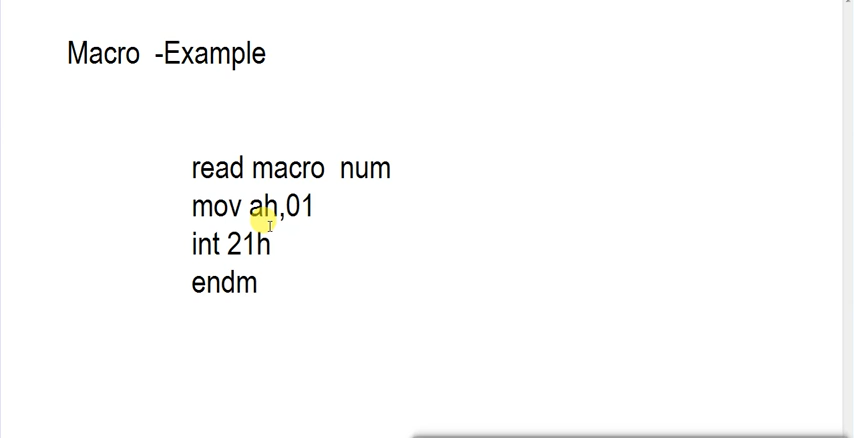 Macro -Example
read macro num
mov ah,01
int 21h
endm